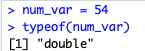 > num_var = 54
> typeof(num_var)
[1] "double"